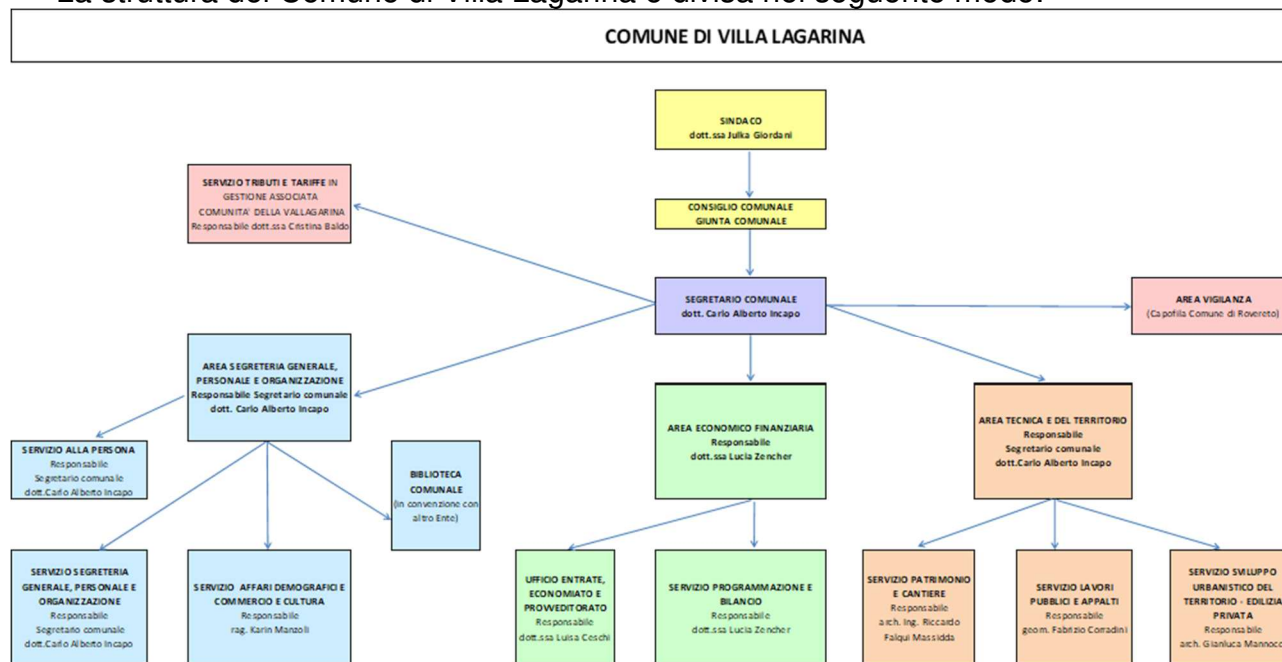 La struttura del Comune di Villa Lagarina è divisa nel seguente modo:
COMUNE DI VILLA LAGARINA
SINDACO
dott.ssa Julka Giordani
SERVIZIO TRIBUTI E TARIFFE IN
GESTIONE ASSOCIATA
COMUNITA' DELLA VALLAGARINA
Responsabile dott.ssa Cristina Baldo
CONSIGLIO COMUNALE
GIUNTA COMUNALE
SEGRETARIO COMUNALE
dott. Carlo Alberto Incapo
AREA VIGILANZA
(Capofila Comune di Rovereto)
AREA SEGRETERIA GENERALE,
PERSONALE E ORGANIZZAZIONE
Responsabile Segretario comunale
dott. Carlo Alberto Incapo
AREA ECONOMICO FINANZIARIA
Responsabile
dott.ssa Lucia Zencher
AREA TECNICA E DEL TERRITORIO
Responsabile
Segretario comunale
dott.Carlo Alberto Incapo
SERVIZIO ALLA PERSONA
Responsabile
Segretario comunale
dott.Carlo Alberto Incapo
BIBLIOTECA
COMUNALE
(in convenzione con
altro Ente)
SERVIZIO SEGRETERIA
GENERALE, PERSONALE E
ORGANIZZAZIONE
Responsabile
Segretario comunale
dott.Carlo Alberto Incapo
SERVIZIO AFFARI DEMOGRAFICI E
COMMERCIO E CULTURA
Responsabile
rag. Karin Manzoli
UFFICIO ENTRATE,
ECONOMIATO E
PROVVEDITORATO
Responsabile
dott.ssa Luisa Ceschi
SERVIZIO PROGRAMMAZIONE E
BILANCIO
Responsabile
dott.ssa Lucia Zencher
SERVIZIO PATRIMONIO
E CANTIERE
Responsabile
arch. Ing. Riccardo
Falqui Massidda
SERVIZIO LAVORI
PUBBLICI E APPALTI
Responsabile
geom. Fabrizio Corradini
SERVIZIO SVILUPPO
URBANISTICO DEL
TERRITORIO - EDILIZIA
PRIVATA
Responsabile
arch. Gianluca